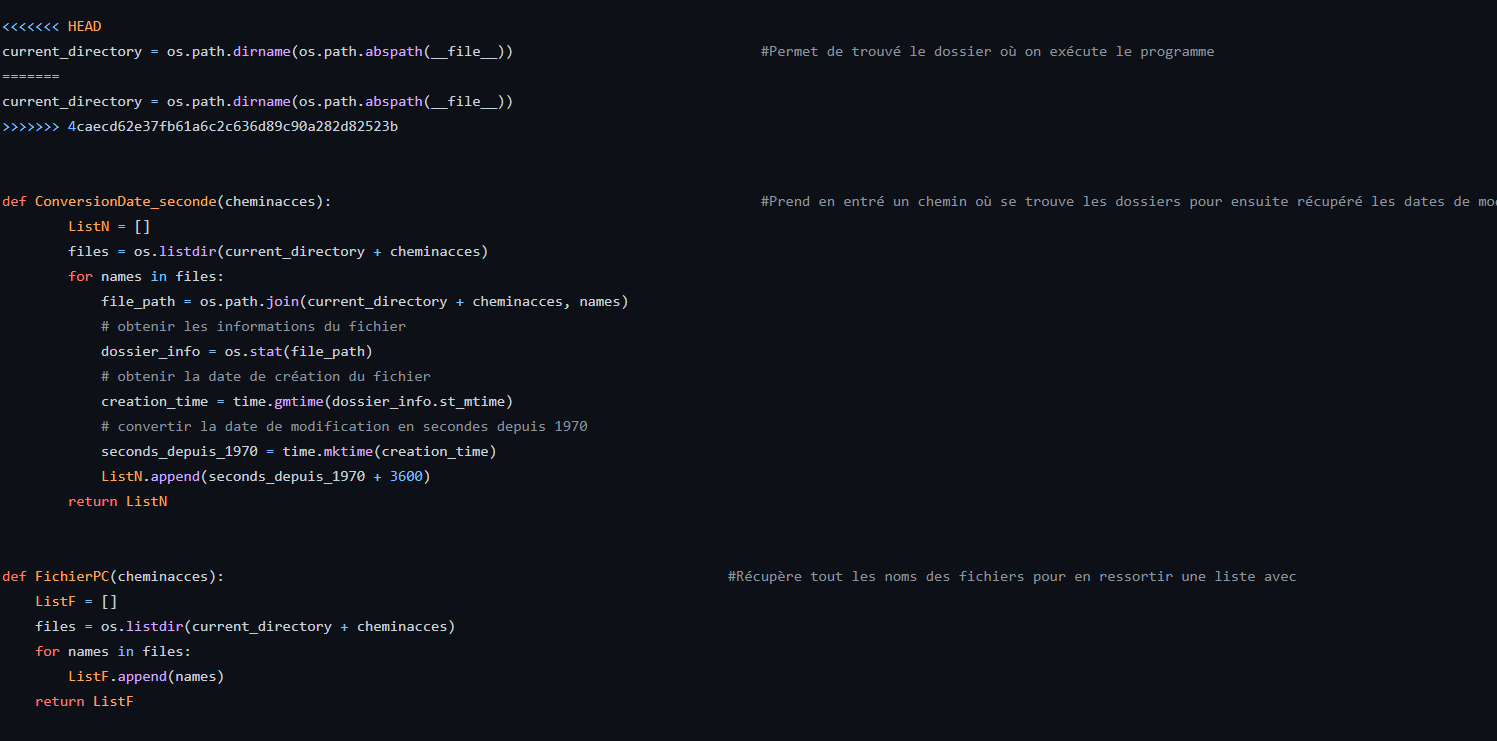 <<<<<<< HEAD
current_directory = os.path.dirname(os.path.abspath(__file__)) #Permet de trouvé le dossier où on exécute le programme
=======
current_directory = os.path.dirname(os.path.abspath(__file__))
>>>>>>> 4caecd62e37fb61a6c2c636d89c90a282d82523b
def ConversionDate_seconde(cheminacces): #Prend en entré un chemin où se trouve les dossiers pour ensuite récupéré les dates de
ListN = []
files = os.listdir(current_directory + cheminacces)
for names in files:
file_path = os.path.join(current_directory + cheminacces, names)
# obtenir les informations du fichier
dossier_info = os.stat(file_path)
# obtenir la date de création du fichier
creation_time = time.gmtime(dossier_info.st_mtime)
# convertir la date de modification en secondes depuis 1970
seconds_depuis_1970 = time.mktime(creation_time)
ListN.append(seconds_depuis_1970 + 3600)
return ListN
def FichierPC(cheminacces): #Récupère tout les noms des fichiers pour en ressortir une liste avec
ListF = []
files = os.listdir(current_directory + cheminacces)
for names in files:
ListF.append(names)
return ListF